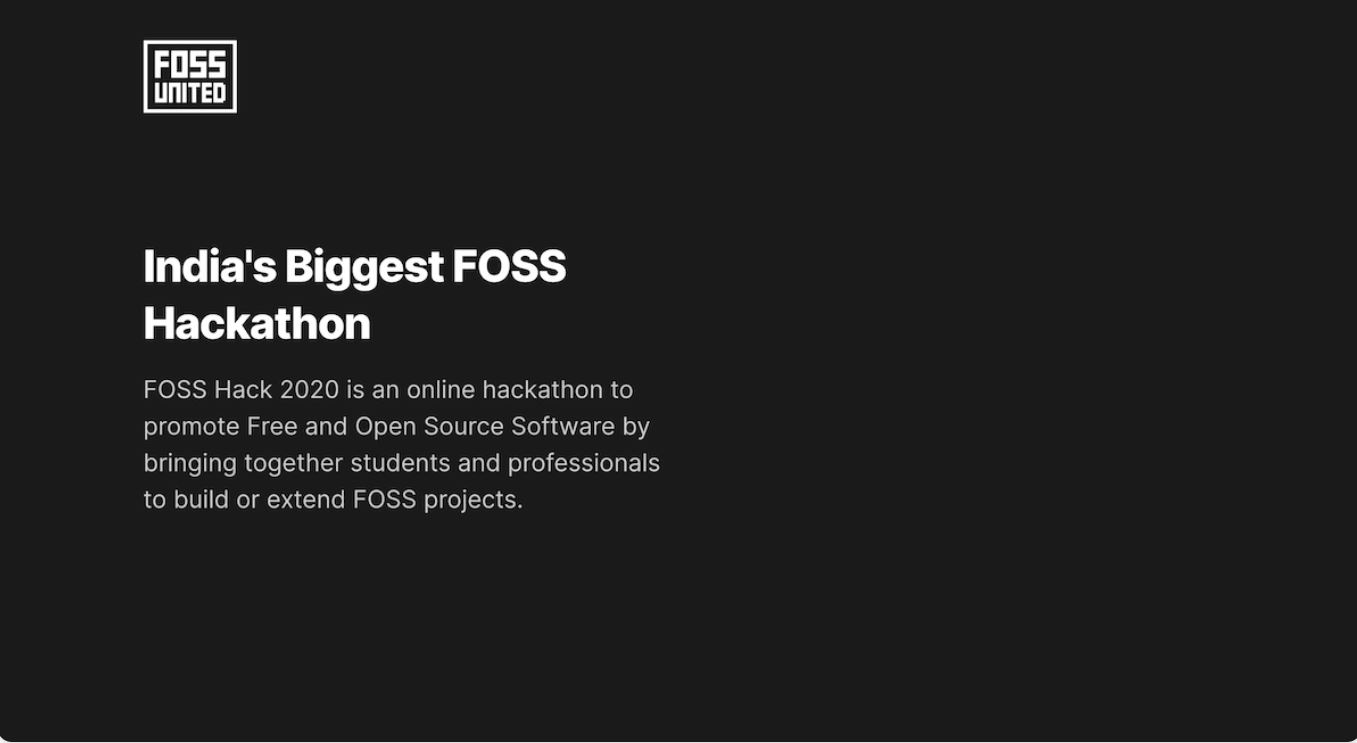 FOSS
UNITED
India's Biggest FOSS
Hackathon
FOSS Hack 2020 is an online hackathon to
promote Free and Open Source Software by
bringing together students and professionals
to build or extend FOSS projects.